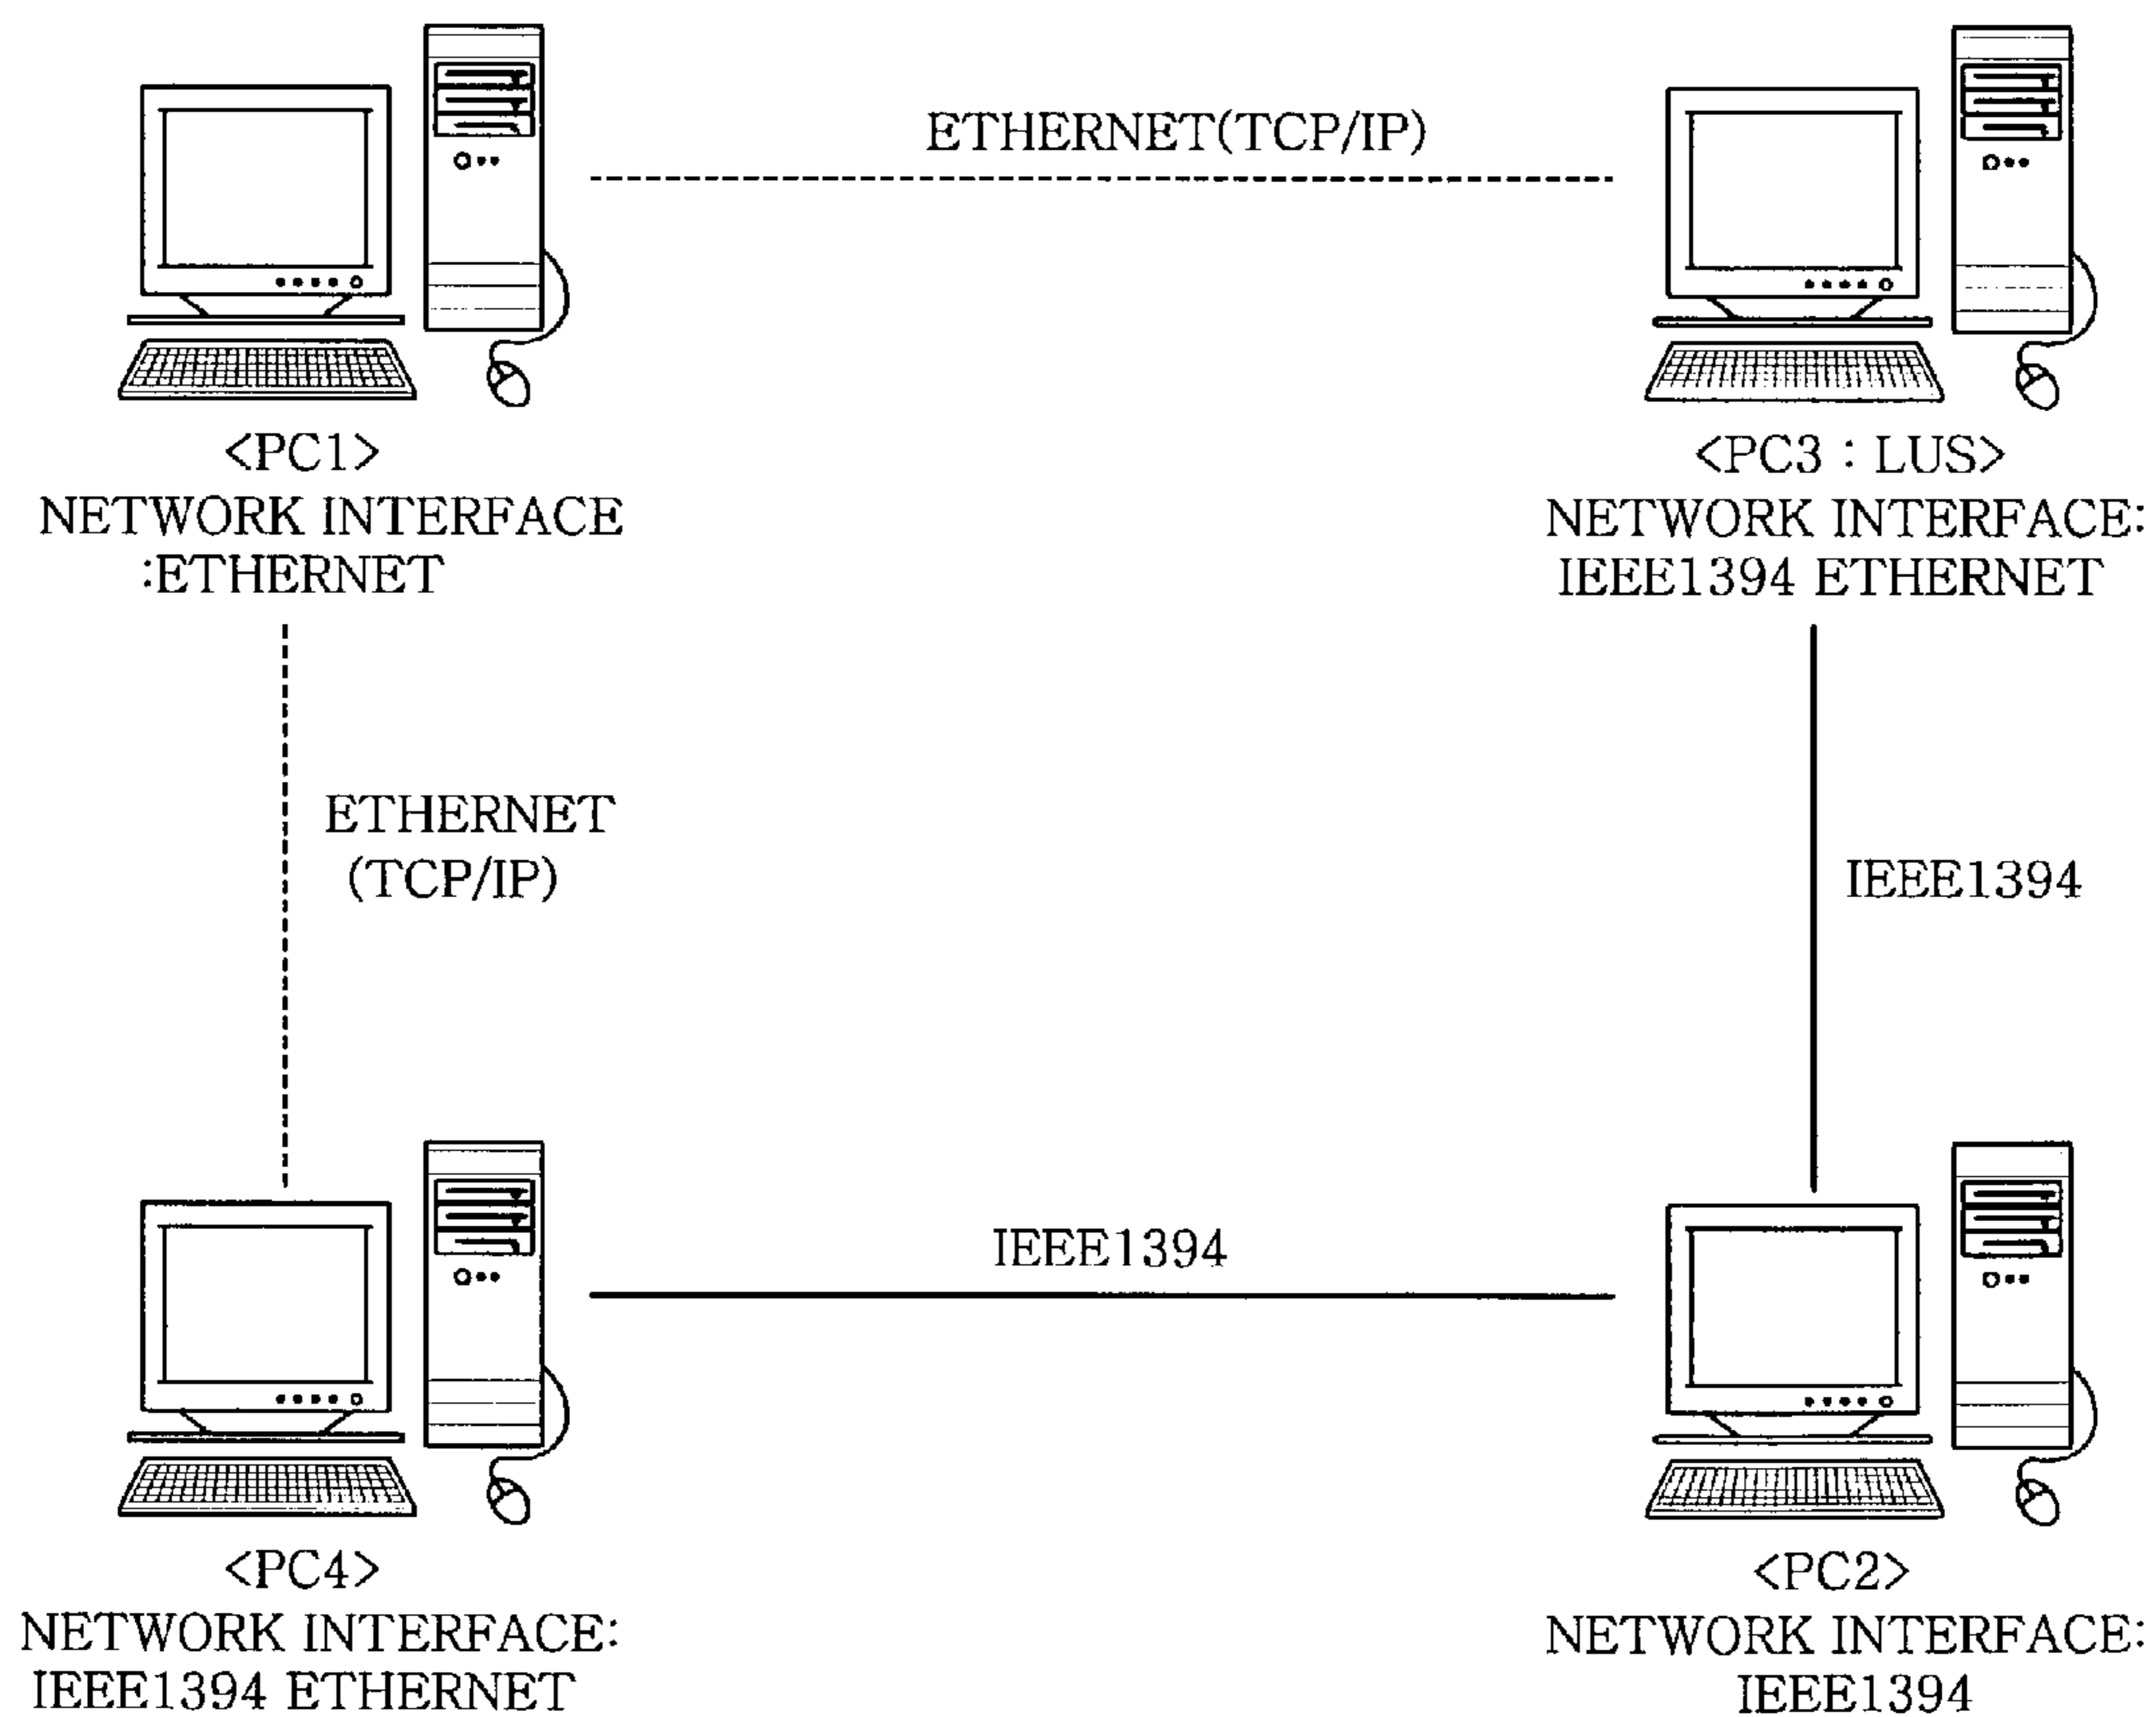 ETHERNET(TCP/IP)
<PC1>
NETWORK INTERFACE
:ETHERNET
<PC3 : LUS>
NETWORK INTERFACE:
IEEE1394 ETHERNET
ETHERNET
(TCP/IP)
IEEE1394
IEEE1394
<PC4>
NETWORK INTERFACE:
IEEE1394 ETHERNET
<PC2>
NETWORK INTERFACE:
IEEE1394